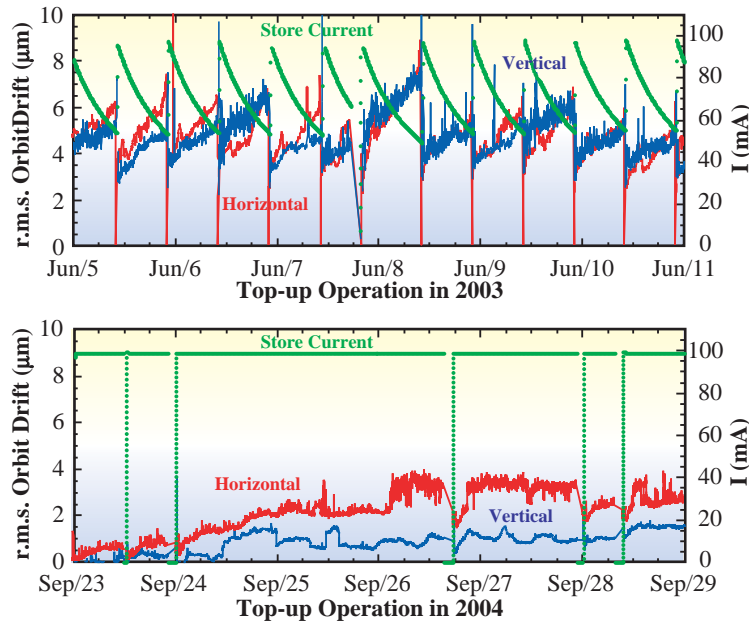 r.m.s. OrbitDrift (μm)
10
8
6
4
2
0
Store Current
Vertical
Horizontal
100
80
60
40
20
0
I (mA)
Jun/5 Jun/6 Jun/7 Jun/8 Jun/9 Jun/10 Jun/11
Top-up Operation in 2003
r.m.s. Orbit Drift (μm)
10
8
6
4
2
0
Store Current
Horizontal
Vertical
100
80
60
40
20
0
I (mA)
Sep/23 Sep/24 Sep/25 Sep/26 Sep/27 Sep/28 Sep/29
Top-up Operation in 2004